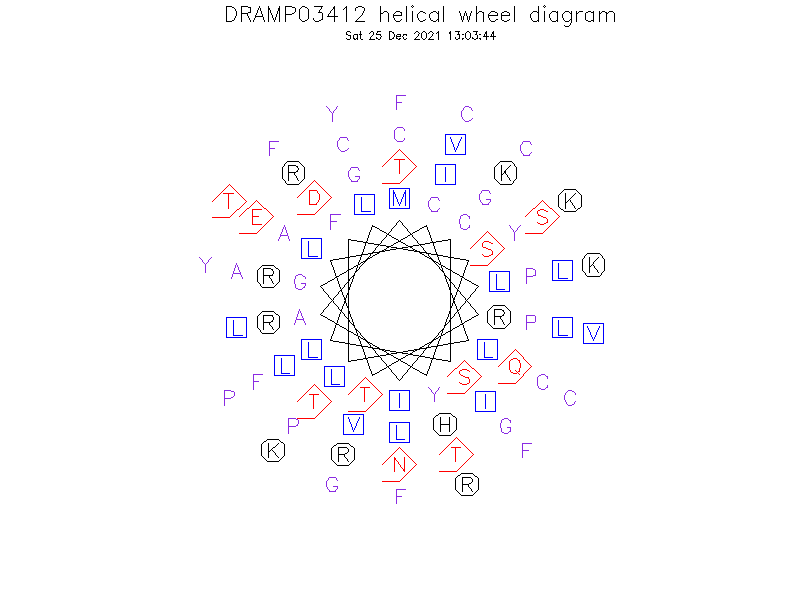 DRAMP03412 helical wheel diagram
Sat 25 Dec 2021 13:03:44
F
Y C
C
F C V C
T
R G I K
T D L M C G K
E F C S
A Y
L S
Y A R G L P L K
L R A R P L V
L L
L Q
F L S C
P T T I Y I C
P V L H G
K R T F
N
G R
F